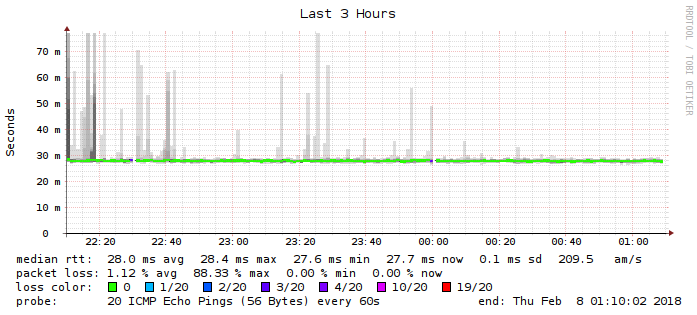 Last 3 Hours
RRDTOOL / TOBI OETIKER
Seconds
70 m
60 m
50 m
40 m
30 m
20 m
10 m
0
22:20 22:40 23:00 23:20 23:40 00:00 00:20 00:40 01:00
median rtt: 28.0 ms avg 28.4 ms max 27.6 ms min 27.7 ms now 0.1 ms sd 209.5 am/s
packet loss: 1.12 % avg 88.33 % max 0.00 % min 0.00 % now
loss color: 0 1/20 2/20 3/20 4/20 10/20 19/20
probe: 20 ICMP Echo Pings (56 Bytes) every 60s end: Thu Feb 8 01:10:02 2018